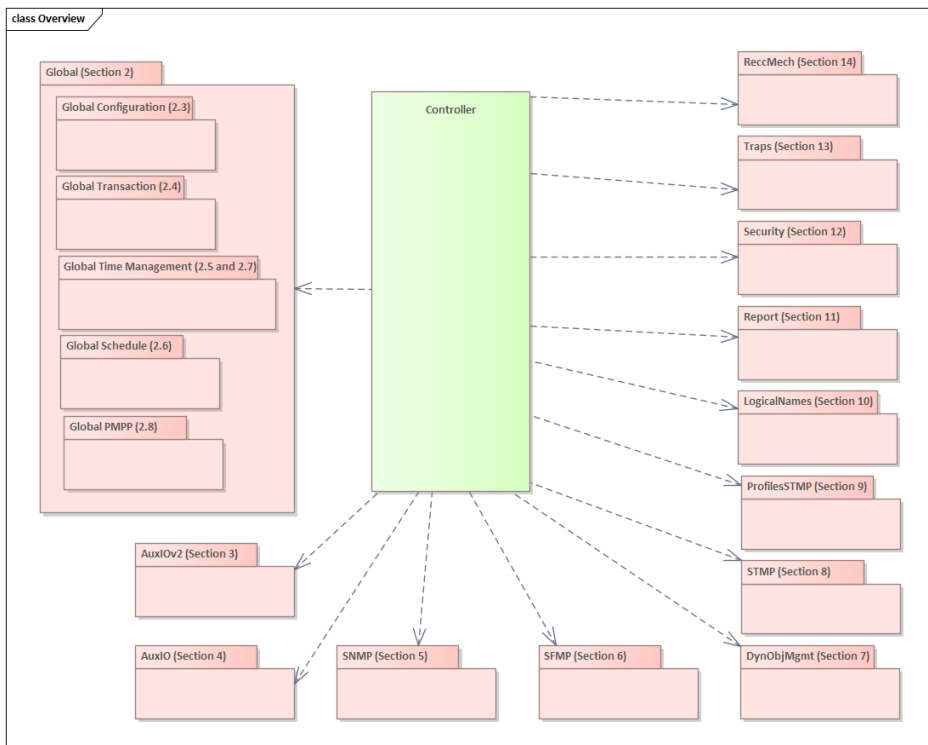 class Overview
Global (Section 2)
Global Configuration (2.3)
Global Transaction (2.4)
Global Time Management (2.5 and 2.7)
Global Schedule (2.6)
Global PMPP (2.8)
Controller
ReccMech (Section 14)
Traps (Section 13)
Security (Section 12)
Report (Section 11)
LogicalNames (Section 10)
ProfilesSTMP (Section 9)
STMP (Section 8)
DynObjMgmt (Section 7)
AuxIOv2 (Section 3)
AuxIO (Section 4)
SNMP (Section 5)
SFMP (Section 6)